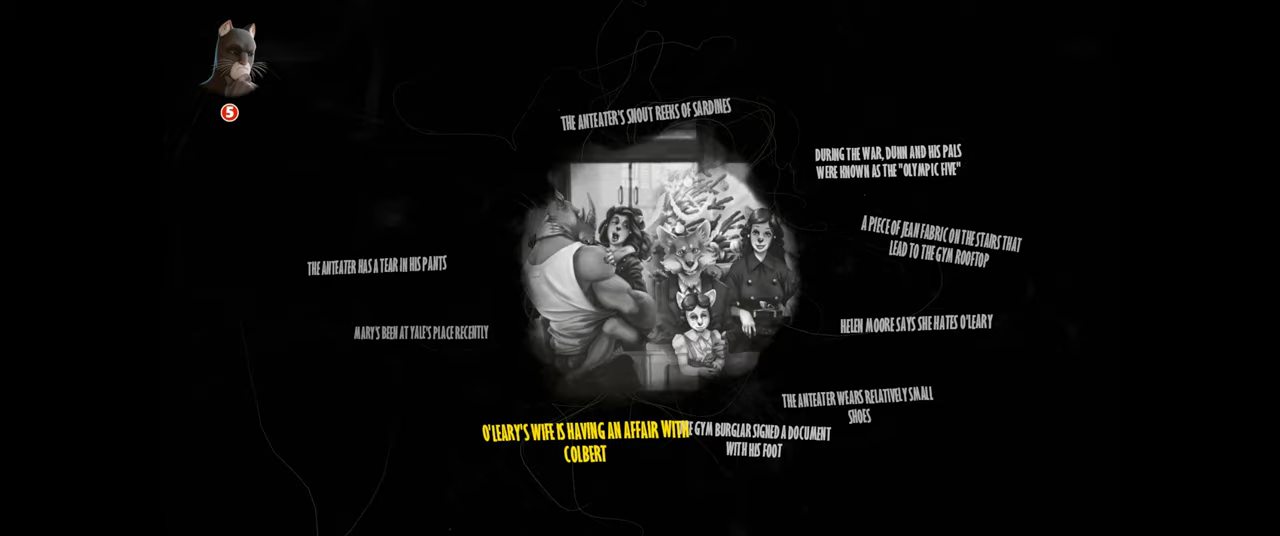 5
THE ANTEATER'S SNOUT REEKS OF SARDINES
DURING THE WAR, DUNN AND HIS PALS
WERE KNOWN AS THE "OLYMPIC FIVE"
A PIECE OF JEAN FABRIC ON THE STAIRS THAT
LEAD TO THE GYM ROOFTOP
THE ANTEATER HAS A TEAR IN HIS PANTS
HELEN MOORE SAYS SHE HATES O'LEARY
MARY'S BEEN AT YALE'S PLACE RECENTLY
THE ANTEATER WEARS RELATIVELY SMALL
SHOES
O'LEARY'S WIFE IS HAVING AN AFFAIR WITH
COLBERT
GYM BURGLAR SIGNED A DOCUMENT
WITH HIS FOOT